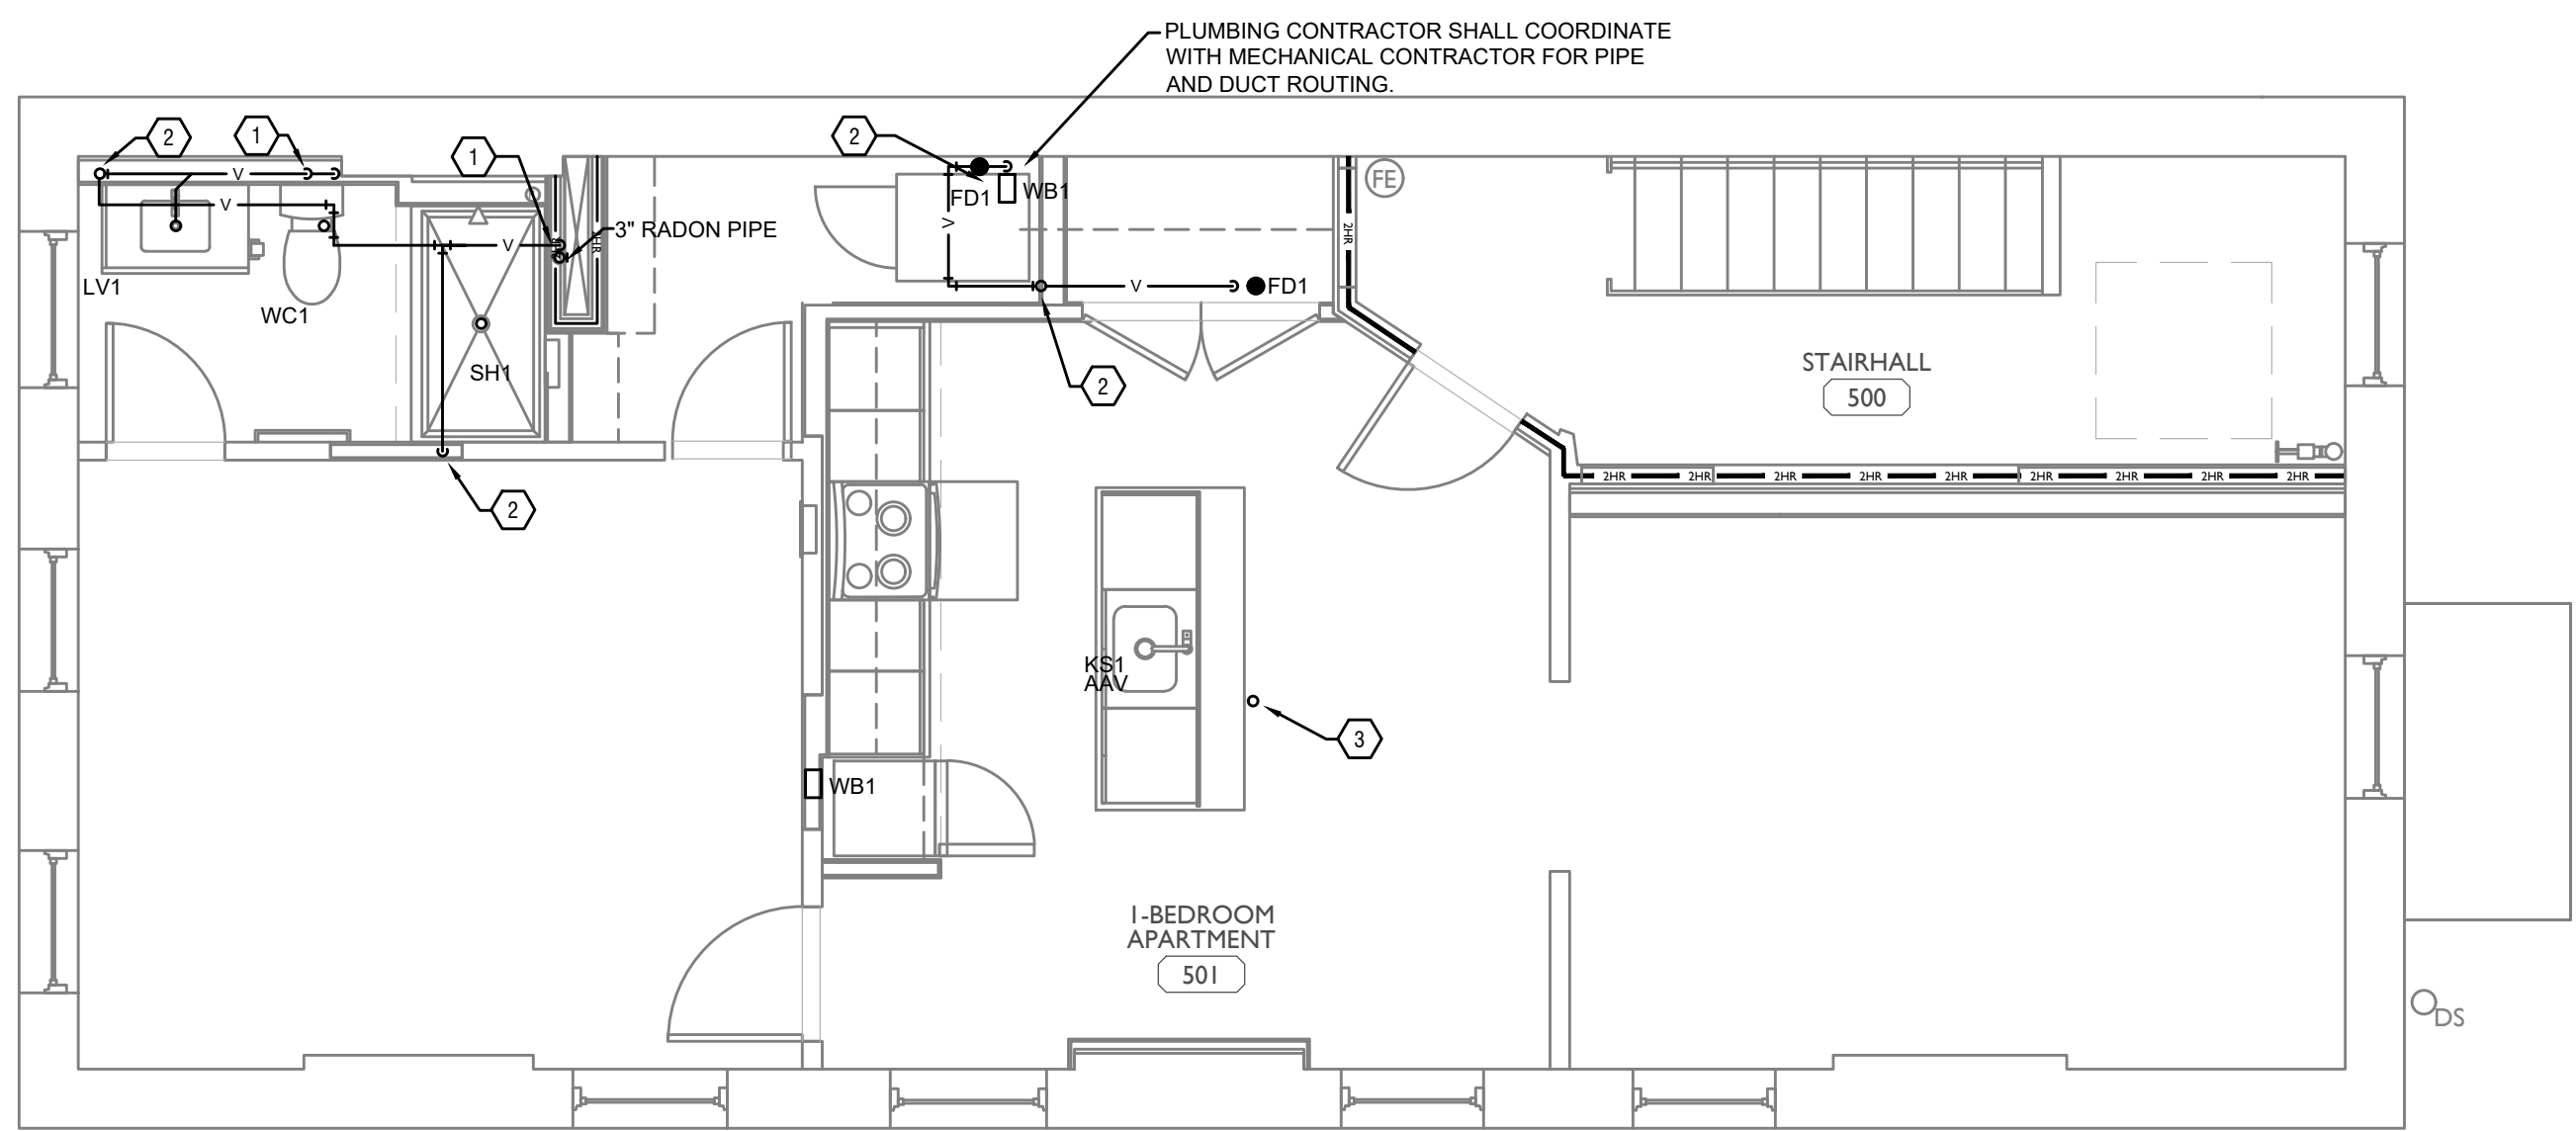 PLUMBING CONTRACTOR SHALL COORDINATE
WITH MECHANICAL CONTRACTOR FOR PIPE
AND DUCT ROUTING.
2
1
1
2
V
V
V
V
V
FD1
WB1
FE
3" RADON PIPE
2HR
2HR
2HR
LV1
WC1
SH1
FD1
2
2
STAIRHALL
500
2HR 2HR 2HR 2HR 2HR 2HR 2HR 2HR 2HR
KS1
AAV
3
WB1
1-BEDROOM
APARTMENT
501
DS